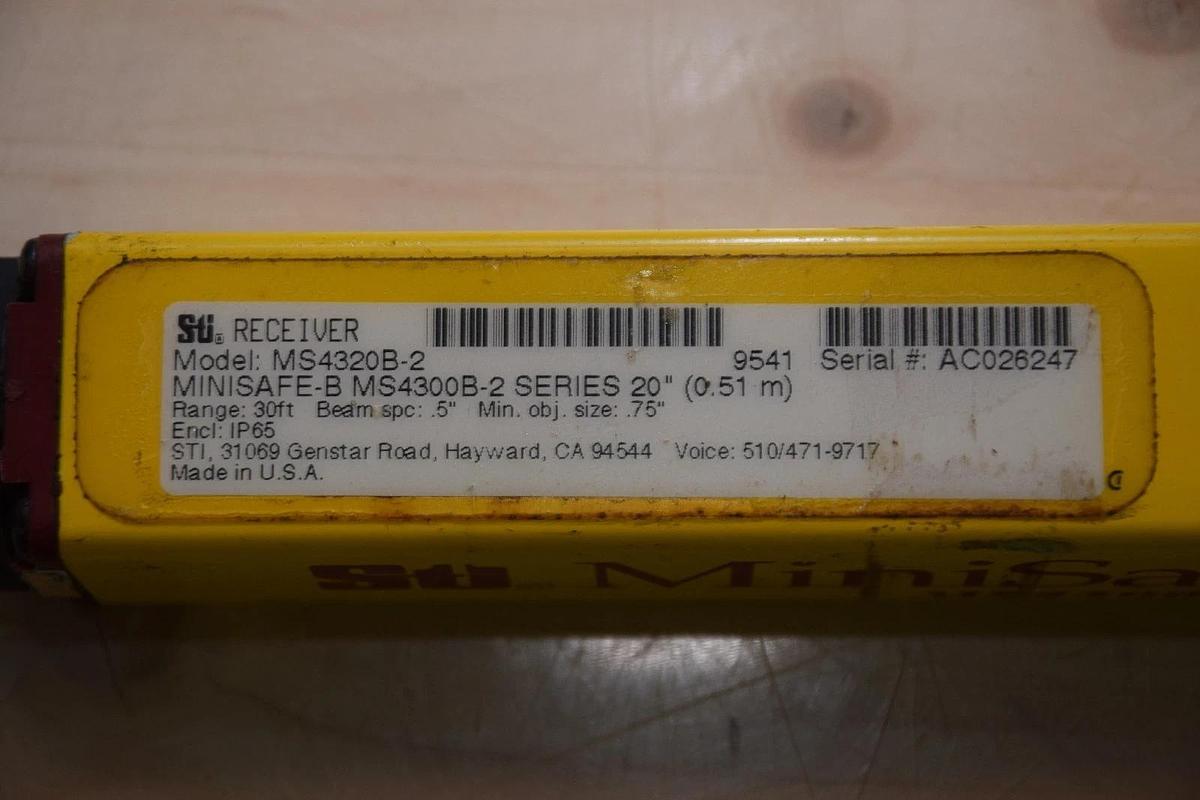 Sti® RECEIVER
Model: MS4320B-2 9541 Serial #: AC026247
MINISAFE-B MS4300B-2 SERIES 20" (0.51 m)
Range: 30ft Beam spc: .5" Min. obj. size: .75"
Encl: IP65
STI, 31069 Genstar Road, Hayward, CA 94544 Voice: 510/471-9717
Made in U.S.A.
Sti MiniSa